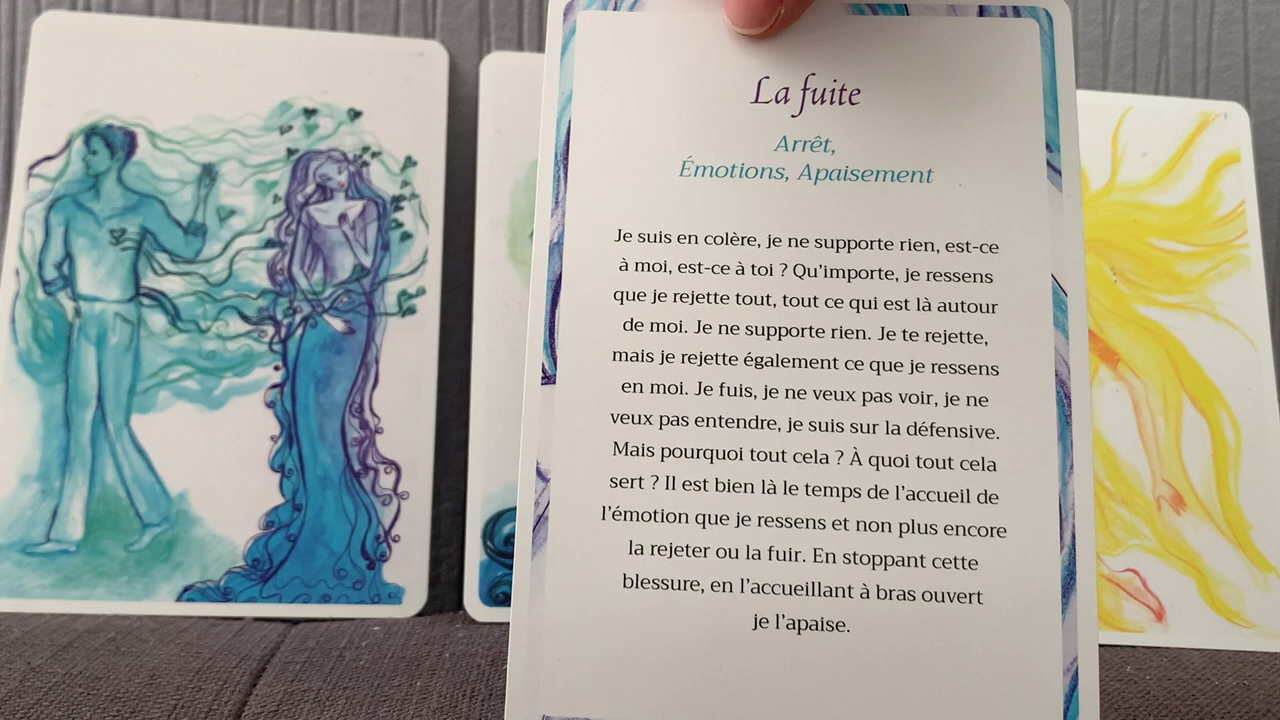 La fuite
Arrêt,
Émotions, Apaisement
Je suis en colère, je ne supporte rien, est-ce
à moi, est-ce à toi ? Qu'importe, je ressens
que je rejette tout, tout ce qui est là autour
de moi. Je ne supporte rien. Je te rejette,
mais je rejette également ce que je ressens
en moi. Je fuis, je ne veux pas voir, je ne
veux pas entendre, je suis sur la défensive.
Mais pourquoi tout cela ? À quoi tout cela
sert ? Il est bien là le temps de l'accueil de
l'émotion que je ressens et non plus encore
la rejeter ou la fuir. En stoppant cette
blessure, en l'accueillant à bras ouvert
je l'apaise.